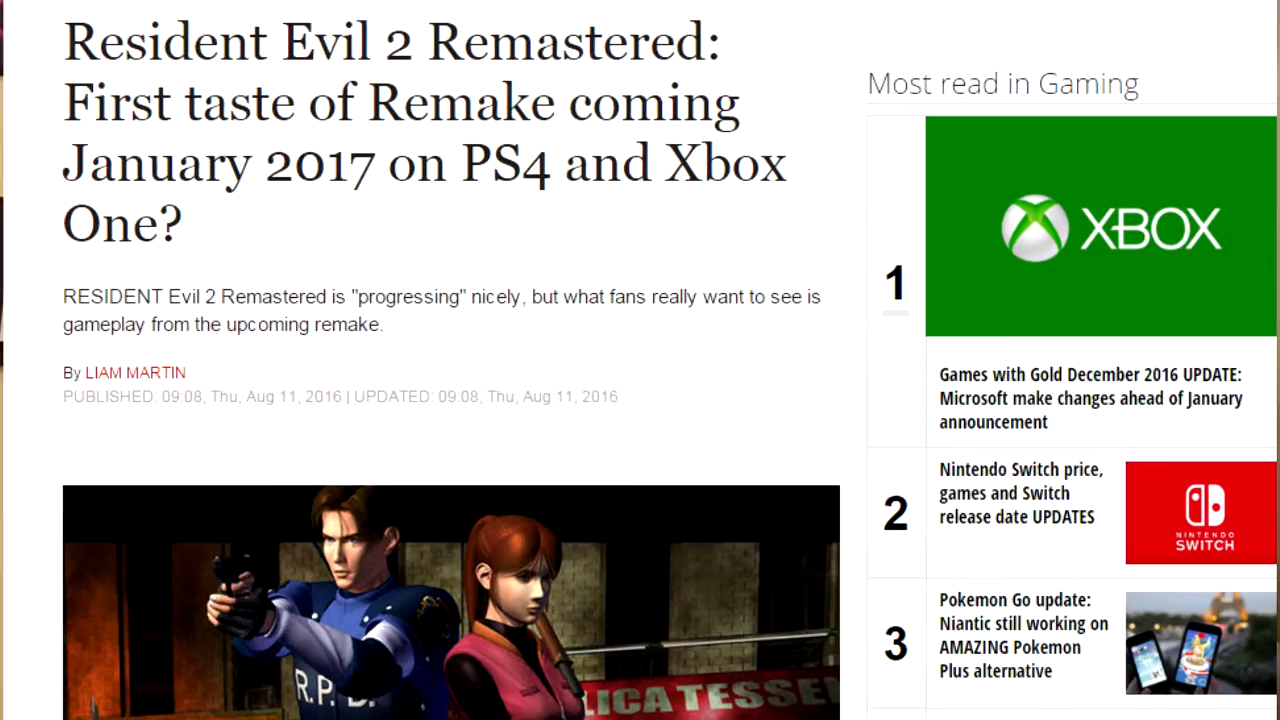 Resident Evil 2 Remastered:
First taste of Remake coming
January 2017 on PS4 and Xbox
One?
RESIDENT Evil 2 Remastered is "progressing" nicely, but what fans really want to see is
gameplay from the upcoming remake.
By LIAM MARTIN
PUBLISHED: 09:08, Thu, Aug 11, 2016 | UPDATED: 09:08, Thu, Aug 11, 2016
R.P.D.
LICATESSE
Most read in Gaming
1
XBOX
Games with Gold December 2016 UPDATE:
Microsoft make changes ahead of January
announcement
2
Nintendo Switch price,
games and Switch
release date UPDATES
NINTENDO
SWITCH
3
Pokemon Go update:
Niantic still working on
AMAZING Pokemon
Plus alternative